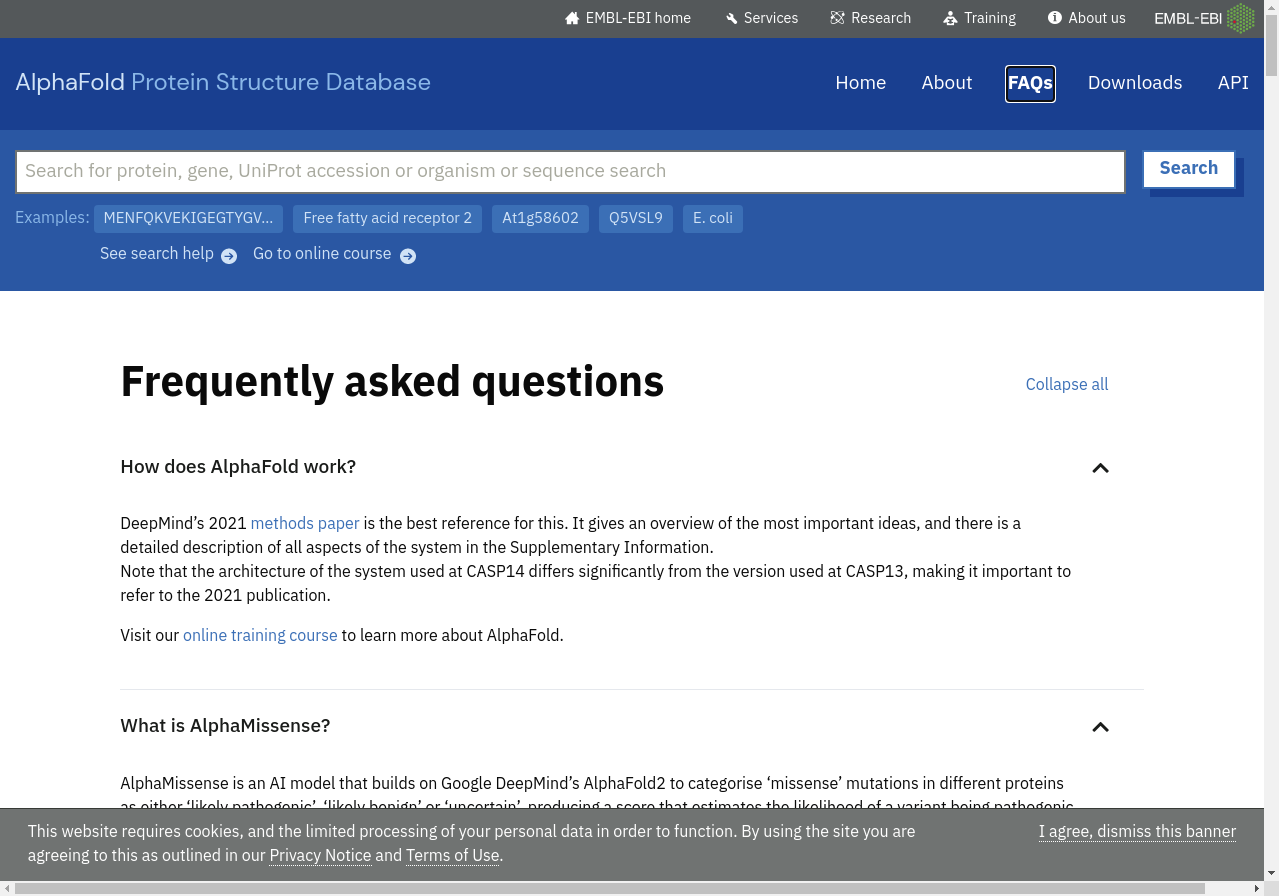 EMBL-EBI home
Services
Research
Training
About us
EMBL-EBI
AlphaFold Protein Structure Database
Home
About
FAQs
Downloads
API
Search for protein, gene, UniProt accession or organism or sequence search
Search
Examples:
MENFQKVEKIGEGTYGV...
Free fatty acid receptor 2
At1g58602
Q5VSL9
E. coli
See search help
Go to online course
Frequently asked questions
Collapse all
How does AlphaFold work?
DeepMind’s 2021 methods paper is the best reference for this. It gives an overview of the most important ideas, and there is a
detailed description of all aspects of the system in the Supplementary Information.
Note that the architecture of the system used at CASP14 differs significantly from the version used at CASP13, making it important to
refer to the 2021 publication.
Visit our online training course to learn more about AlphaFold.
What is AlphaMissense?
AlphaMissense is an AI model that builds on Google DeepMind’s AlphaFold2 to categorise ‘missense’ mutations in different proteins
as either ‘likely pathogenic’, ‘likely benign’ or ‘uncertain’, producing a score that estimates the likelihood of a variant being pathogenic.
This website requires cookies, and the limited processing of your personal data in order to function. By using the site you are
agreeing to this as outlined in our Privacy Notice and Terms of Use.
I agree, dismiss this banner